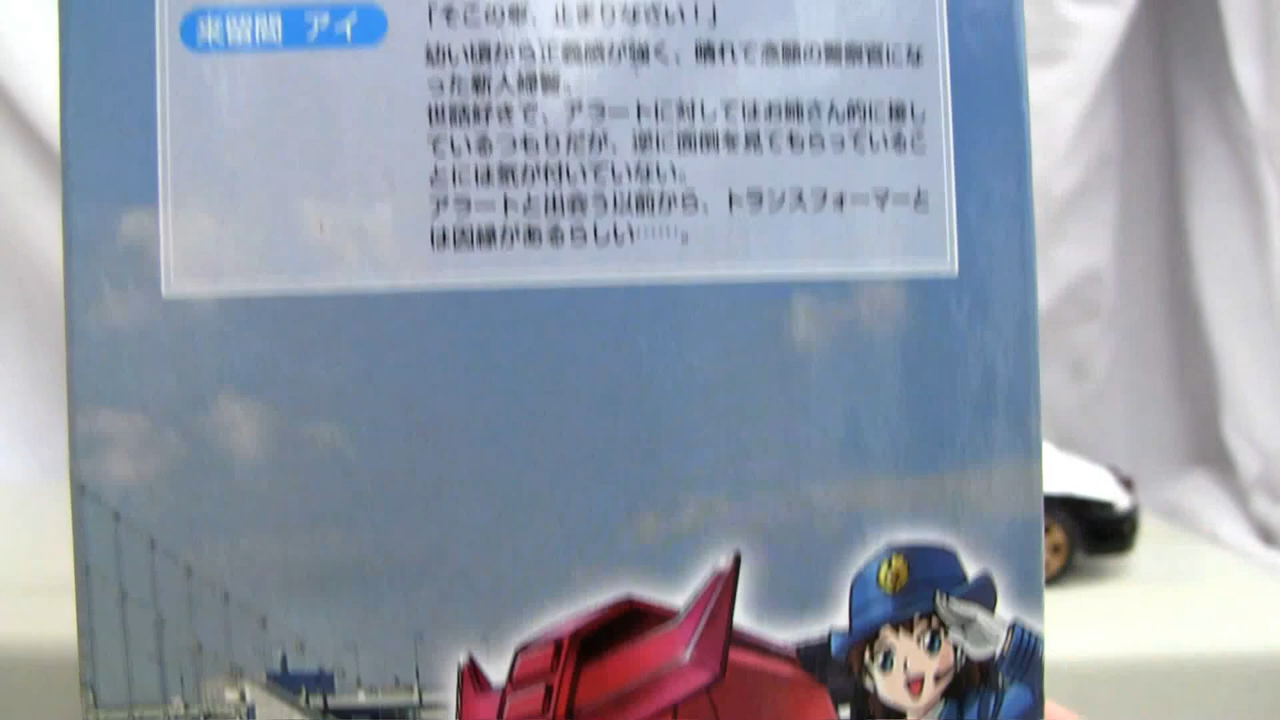 来留間 アイ
「そこの車、止まりなさい！」
幼い頃から正義感が強く、晴れて念願の警察官にな
った新人婦警。
世話好きで、アラートに対してはお姉さん的に接し
ているつもりだが、逆に面倒を見てもらっているこ
とには気が付いていない。
アラートと出会う以前から、トランスフォーマーと
は因縁があるらしい……。